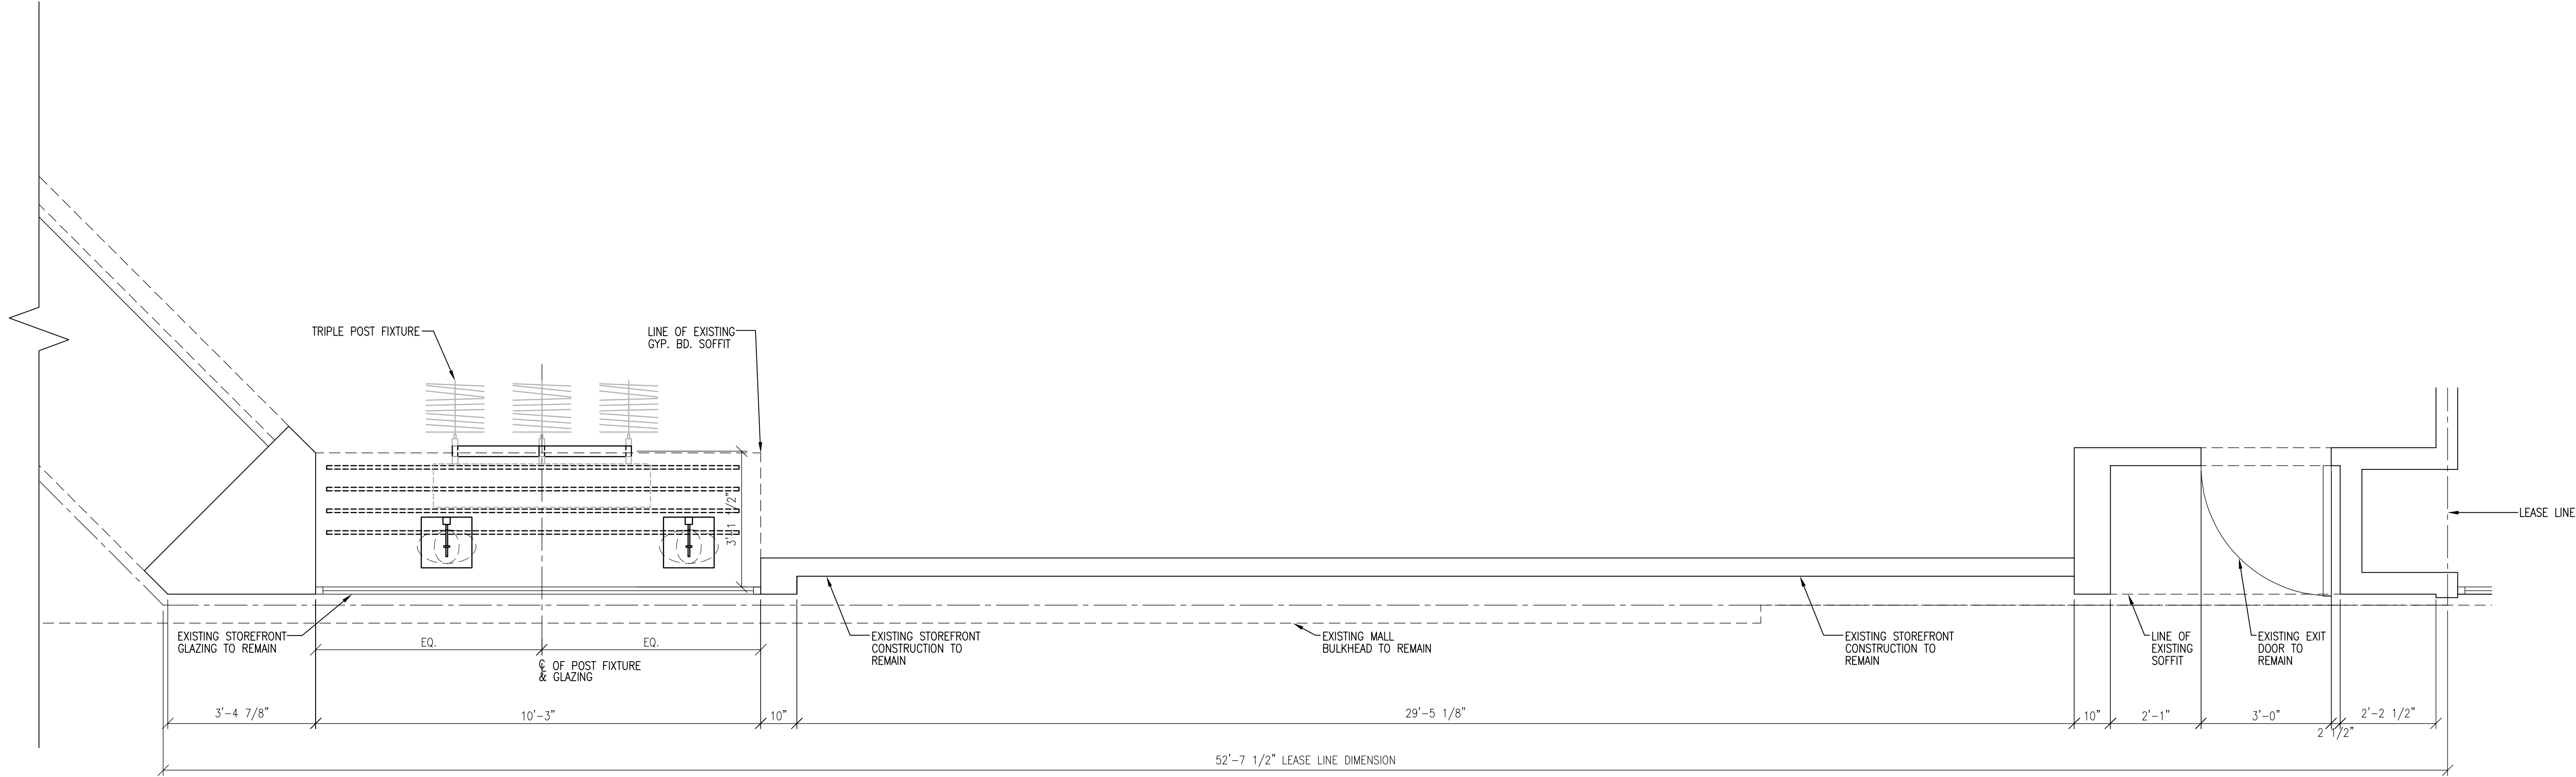 TRIPLE POST FIXTURE
LINE OF EXISTING
GYP. BD. SOFFIT
3'-1 1/2"
LEASE LINE
EXISTING STOREFRONT
GLAZING TO REMAIN
EQ.
EQ.
℄ OF POST FIXTURE
& GLAZING
EXISTING STOREFRONT
CONSTRUCTION TO
REMAIN
EXISTING MALL
BULKHEAD TO REMAIN
EXISTING STOREFRONT
CONSTRUCTION TO
REMAIN
LINE OF
EXISTING
SOFFIT
EXISTING EXIT
DOOR TO
REMAIN
3'-4 7/8"
10'-3"
10"
29'-5 1/8"
10"
2'-1"
3'-0"
2 1/2"
2'-2 1/2"
52'-7 1/2" LEASE LINE DIMENSION